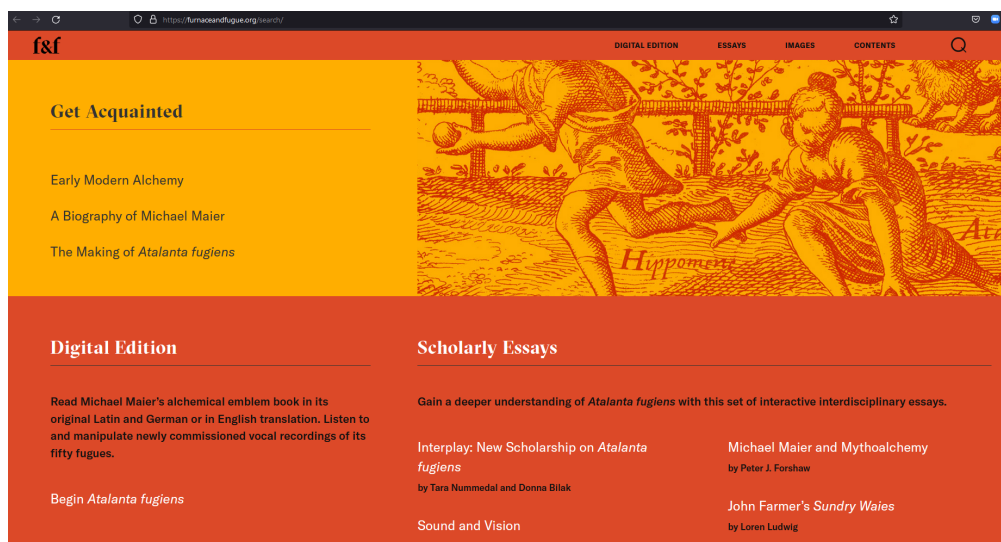 https://furnaceandfugue.org/search/
f&f
DIGITAL EDITION
ESSAYS
IMAGES
CONTENTS
Get Acquainted
Early Modern Alchemy
A Biography of Michael Maier
The Making of Atalanta fugiens
Hippomenes
Digital Edition
Read Michael Maier's alchemical emblem book in its
original Latin and German or in English translation. Listen to
and manipulate newly commissioned vocal recordings of its
fifty fugues.
Begin Atalanta fugiens
Scholarly Essays
Gain a deeper understanding of Atalanta fugiens with this set of interactive interdisciplinary essays.
Interplay: New Scholarship on Atalanta
fugiens
by Tara Nummedal and Donna Bilak
Sound and Vision
Michael Maier and Mythoalchemy
by Peter J. Forshaw
John Farmer's Sundry Waies
by Loren Ludwig